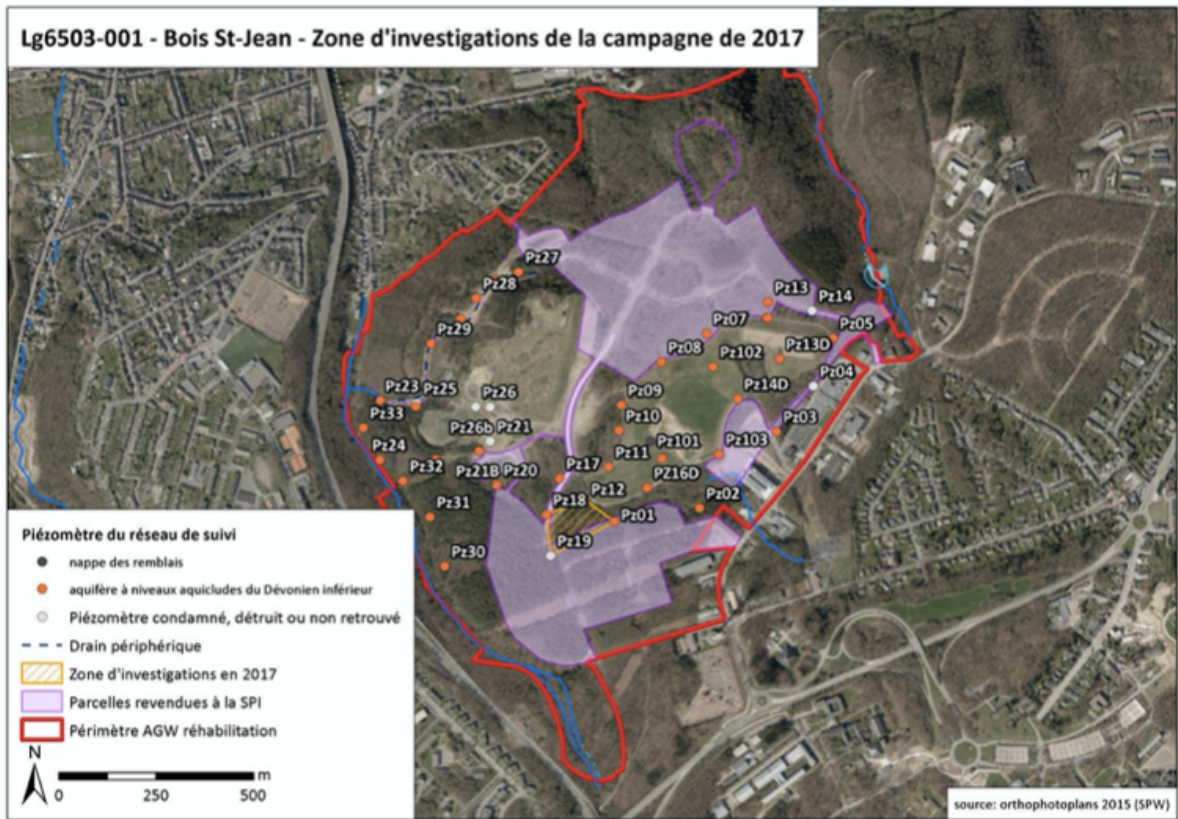 Lg6503-001 - Bois St-Jean - Zone d'investigations de la campagne de 2017
Pz27
Pz28
Pz13
Pz14
Pz29
Pz07
Pz05
Pz08
Pz102
Pz13D
Pz04
Pz23
Pz25
Pz26
Pz09
Pz14D
Pz33
Pz10
Pz03
Pz26b
Pz21
Pz101
Pz103
Pz24
Pz32
Pz11
Pz21B
Pz20
Pz17
PZ16D
Pz12
Pz02
Pz31
Pz18
Pz01
Pz19
Pz30
Piézomètre du réseau de suivi
nappe des remblais
aquifère à niveaux aquicludes du Dévonien inférieur
Piézomètre condamné, détruit ou non retrouvé
Drain périphérique
Zone d'investigations en 2017
Parcelles revendues à la SPI
Périmètre AGW réhabilitation
N
m
0 250 500
source: orthophotoplans 2015 (SPW)